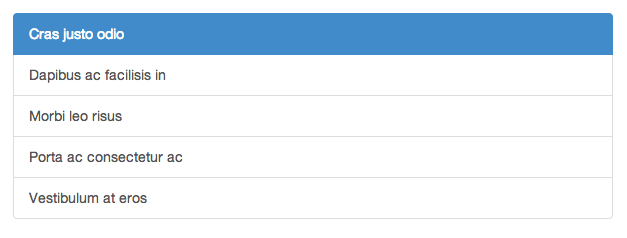 Cras justo odio
Dapibus ac facilisis in
Morbi leo risus
Porta ac consectetur ac
Vestibulum at eros